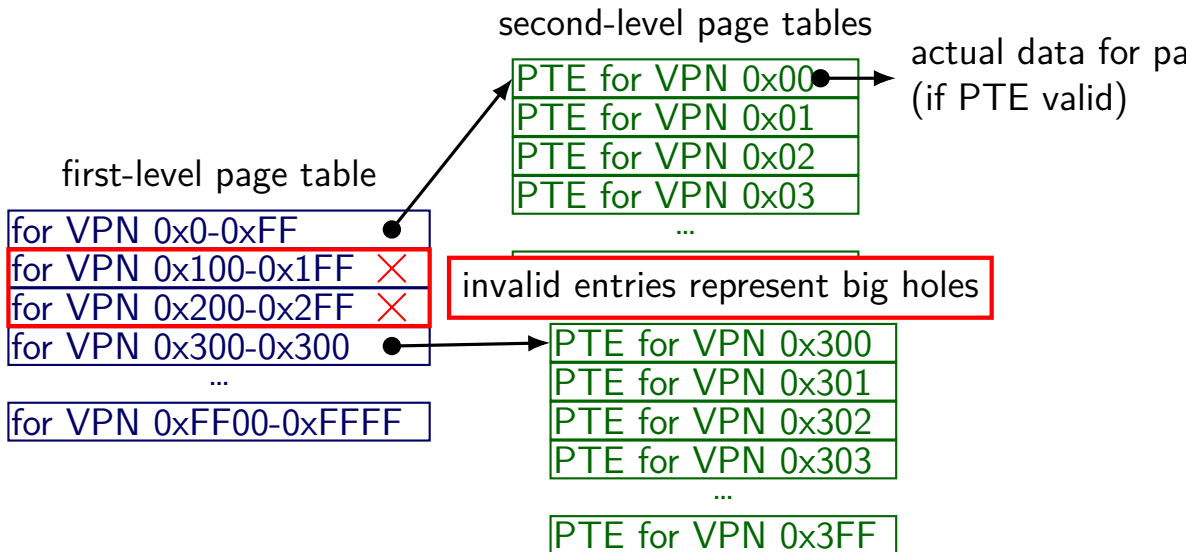 second-level page tables
PTE for VPN 0x00
PTE for VPN 0x01
PTE for VPN 0x02
PTE for VPN 0x03
...
actual data for pa
(if PTE valid)
first-level page table
for VPN 0x0-0xFF
for VPN 0x100-0x1FF
for VPN 0x200-0x2FF
for VPN 0x300-0x300
...
for VPN 0xFF00-0xFFFF
invalid entries represent big holes
PTE for VPN 0x300
PTE for VPN 0x301
PTE for VPN 0x302
PTE for VPN 0x303
...
PTE for VPN 0x3FF